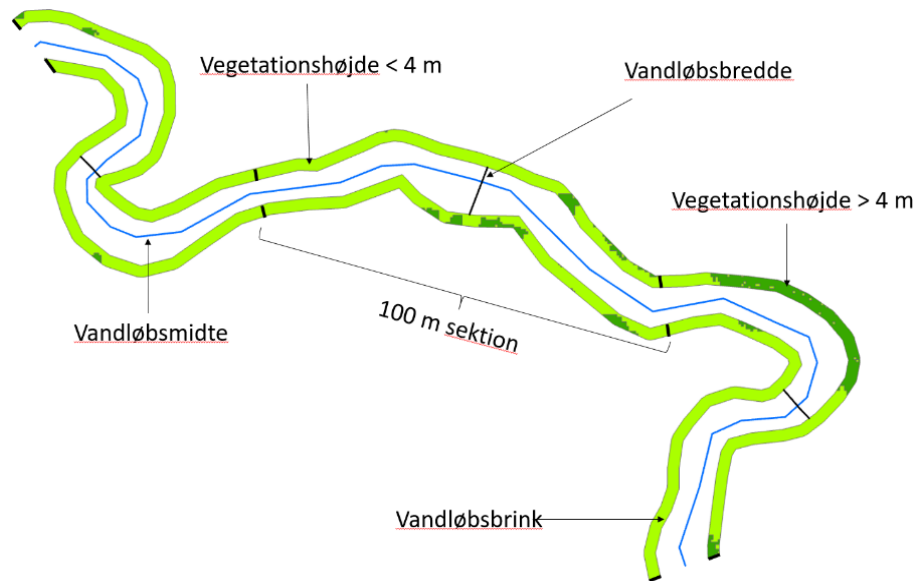 Vegetationshøjde < 4 m
Vandløbsbredde
Vegetationshøjde > 4 m
Vandløbsmidte
100 m sektion
Vandløbsbrink